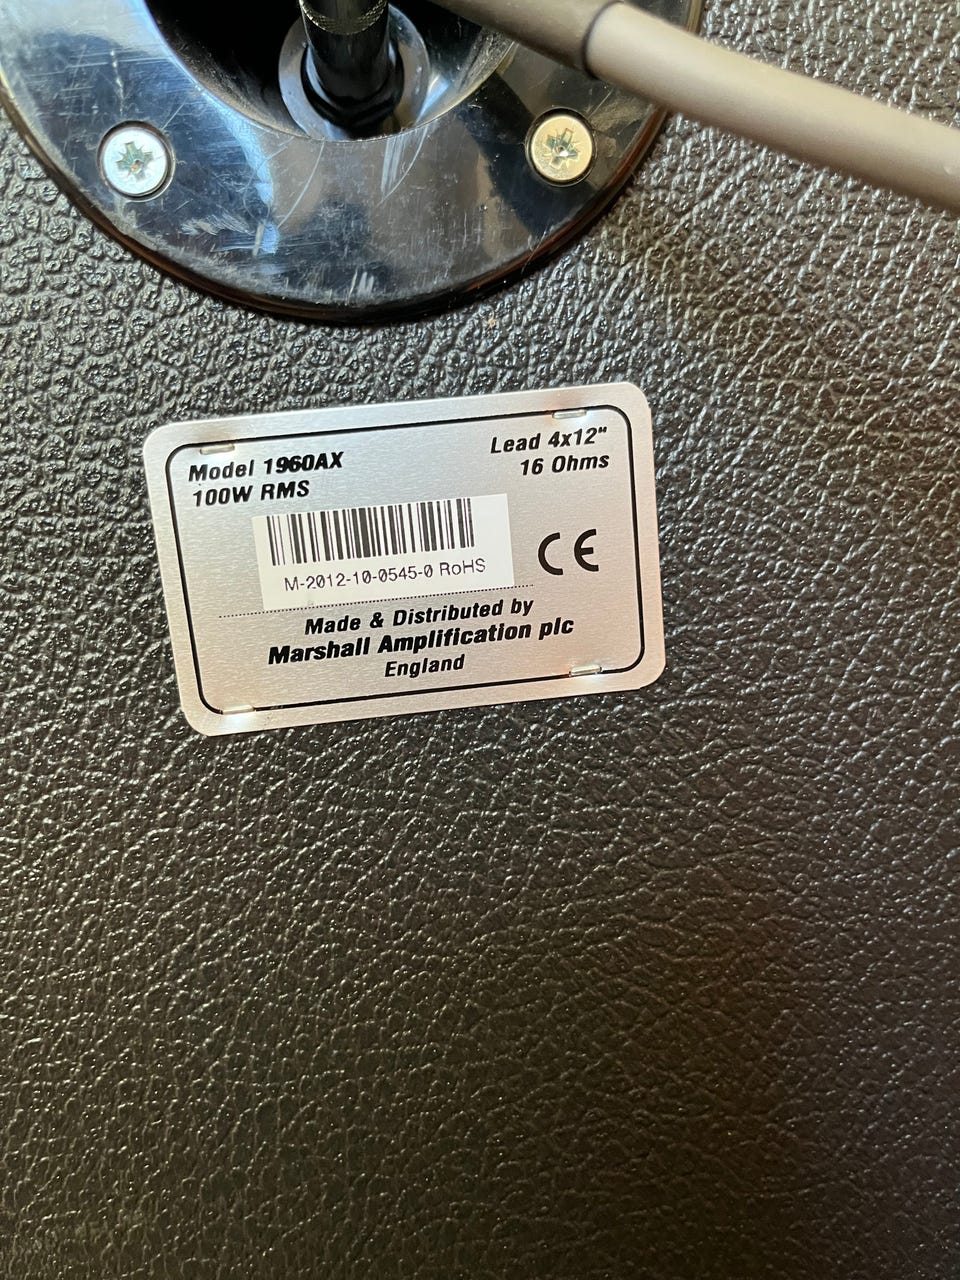 Model 1960AX
100W RMS
Lead 4x12"
16 Ohms
M-2012-10-0545-0 RoHS
CE
Made & Distributed by
Marshall Amplification plc
England